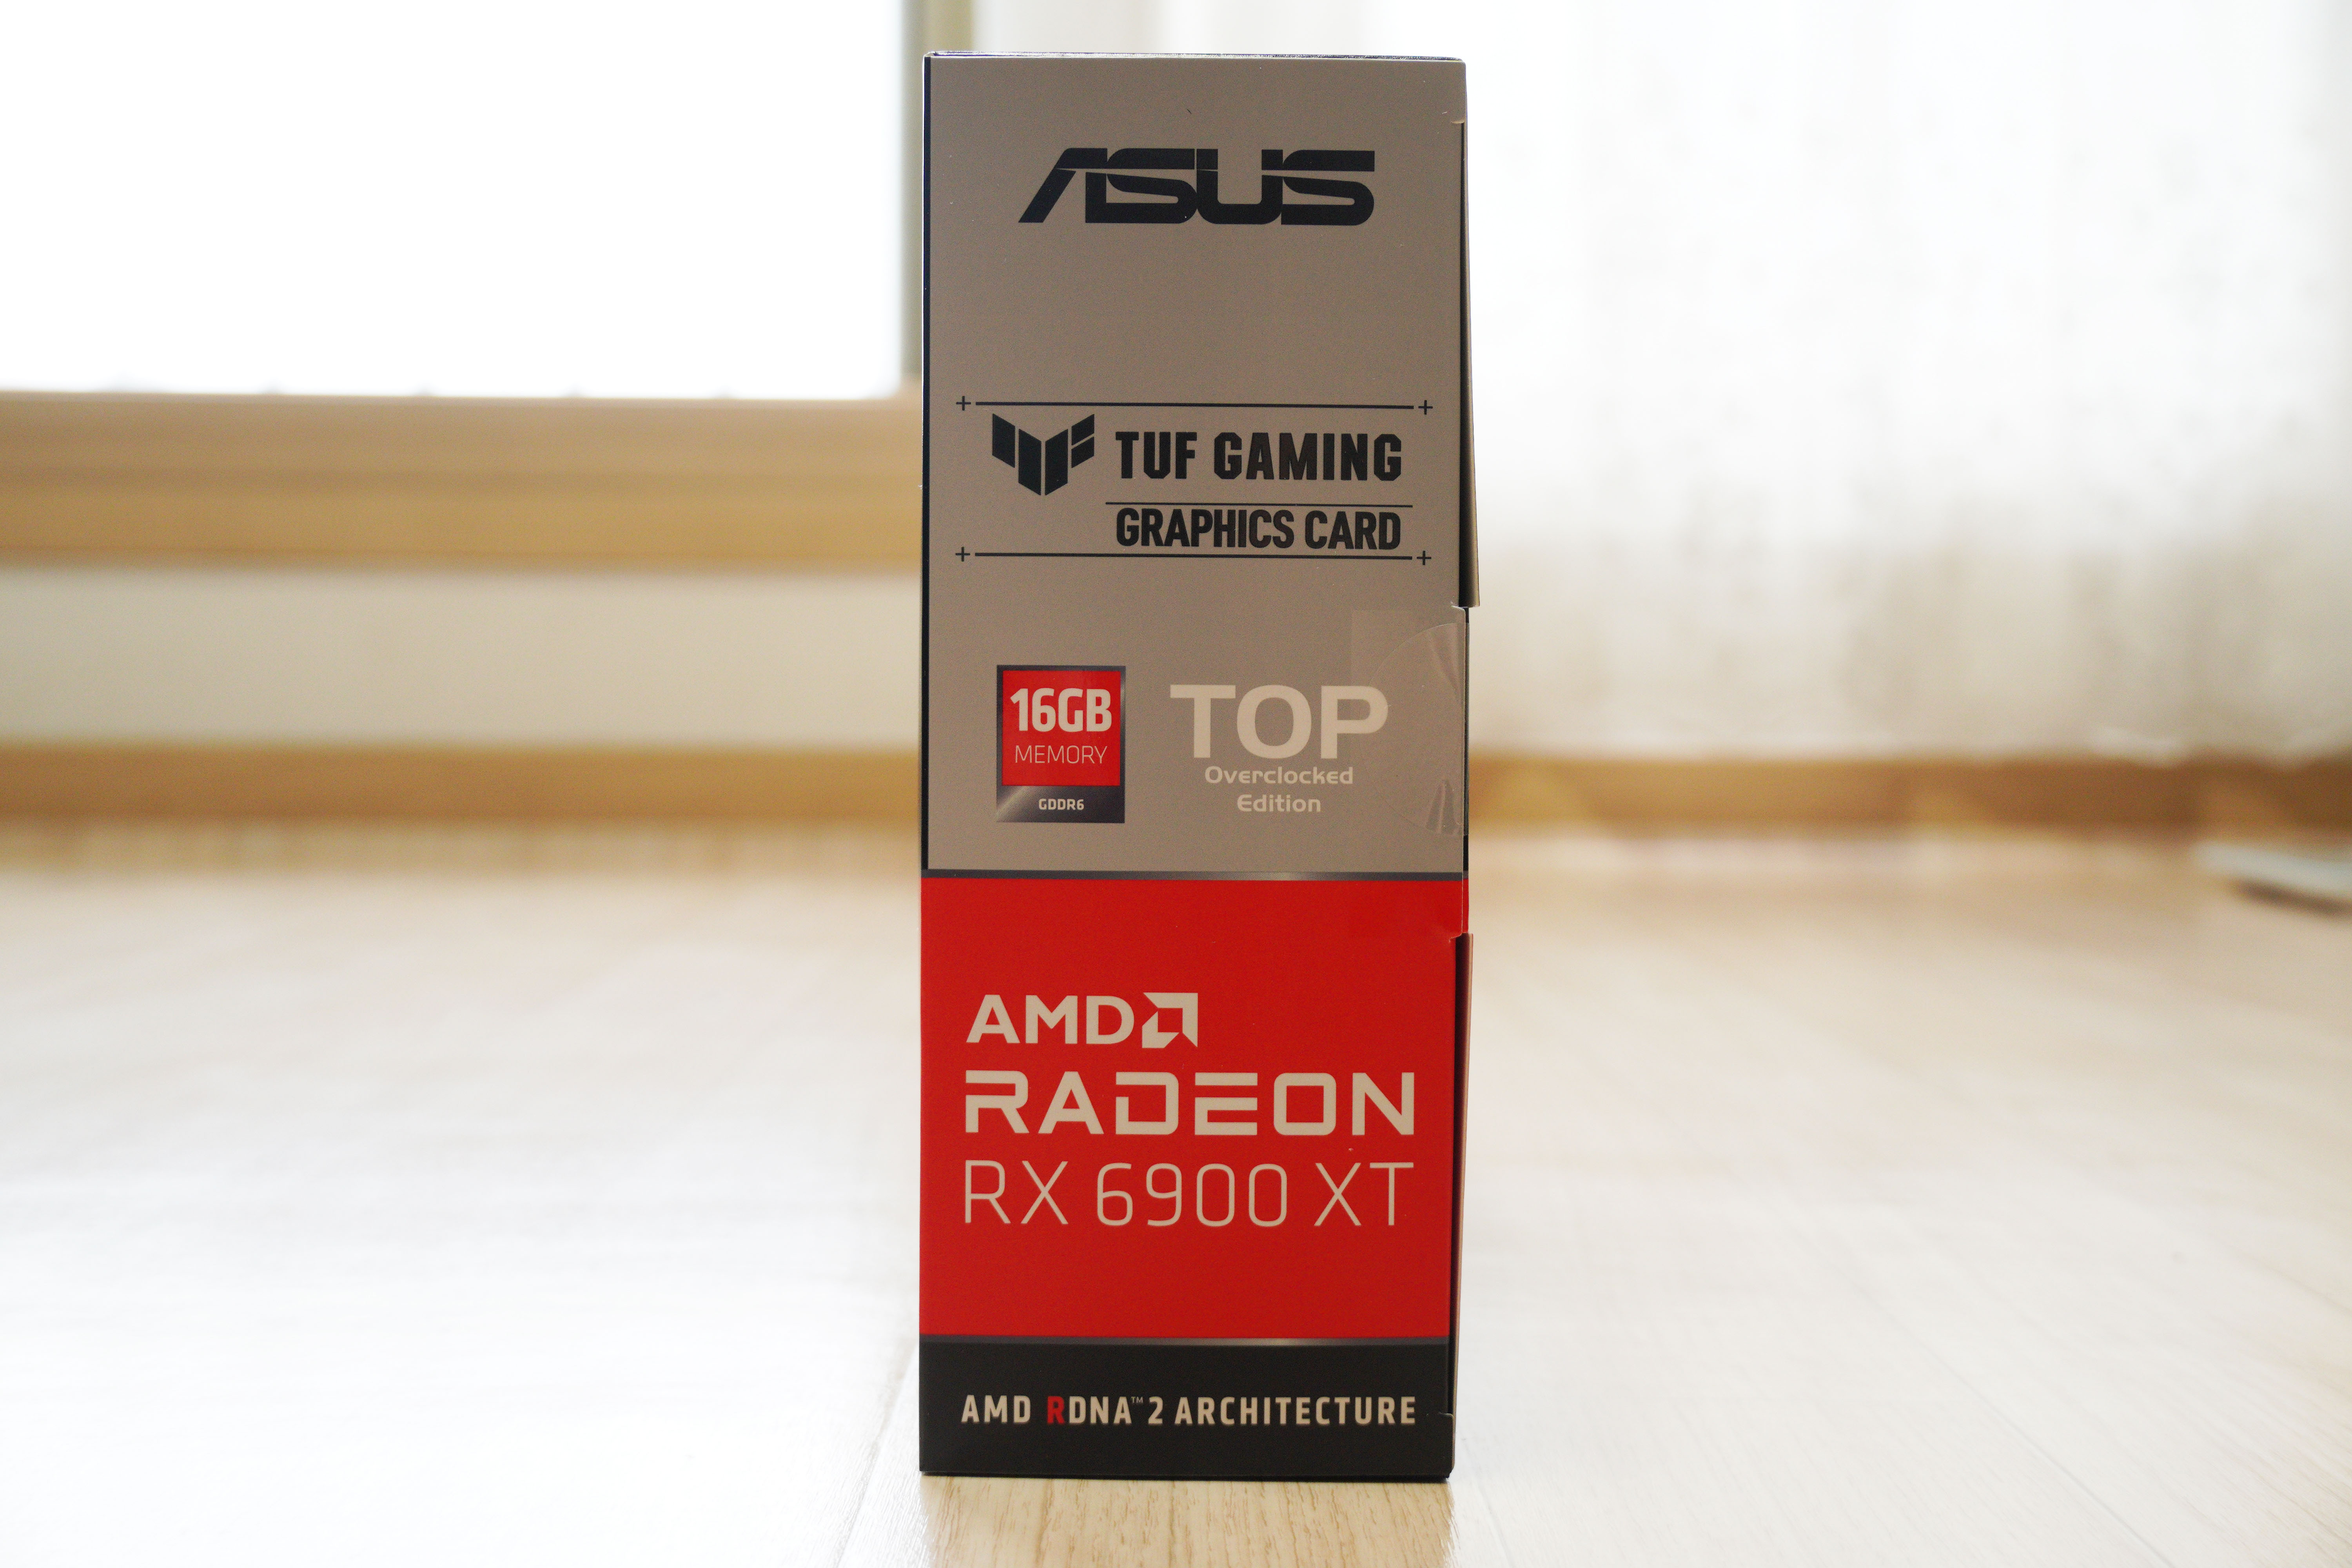 ASUS
TUF GAMING
GRAPHICS CARD
16GB
MEMORY
GDDR6
TOP
Overclocked
Edition
AMD
RADEON
RX 6900 XT
AMD RDNA™ 2 ARCHITECTURE